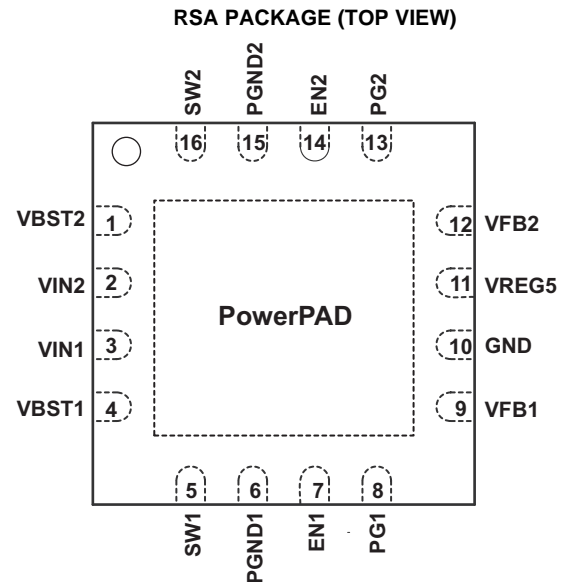 RSA PACKAGE (TOP VIEW)
SW2
PGND2
EN2
PG2
16
15
14
13
VBST2 1
12 VFB2
VIN2 2
11 VREG5
PowerPAD
VIN1 3
10 GND
VBST1 4
9 VFB1
5
6
7
8
SW1
PGND1
EN1
PG1